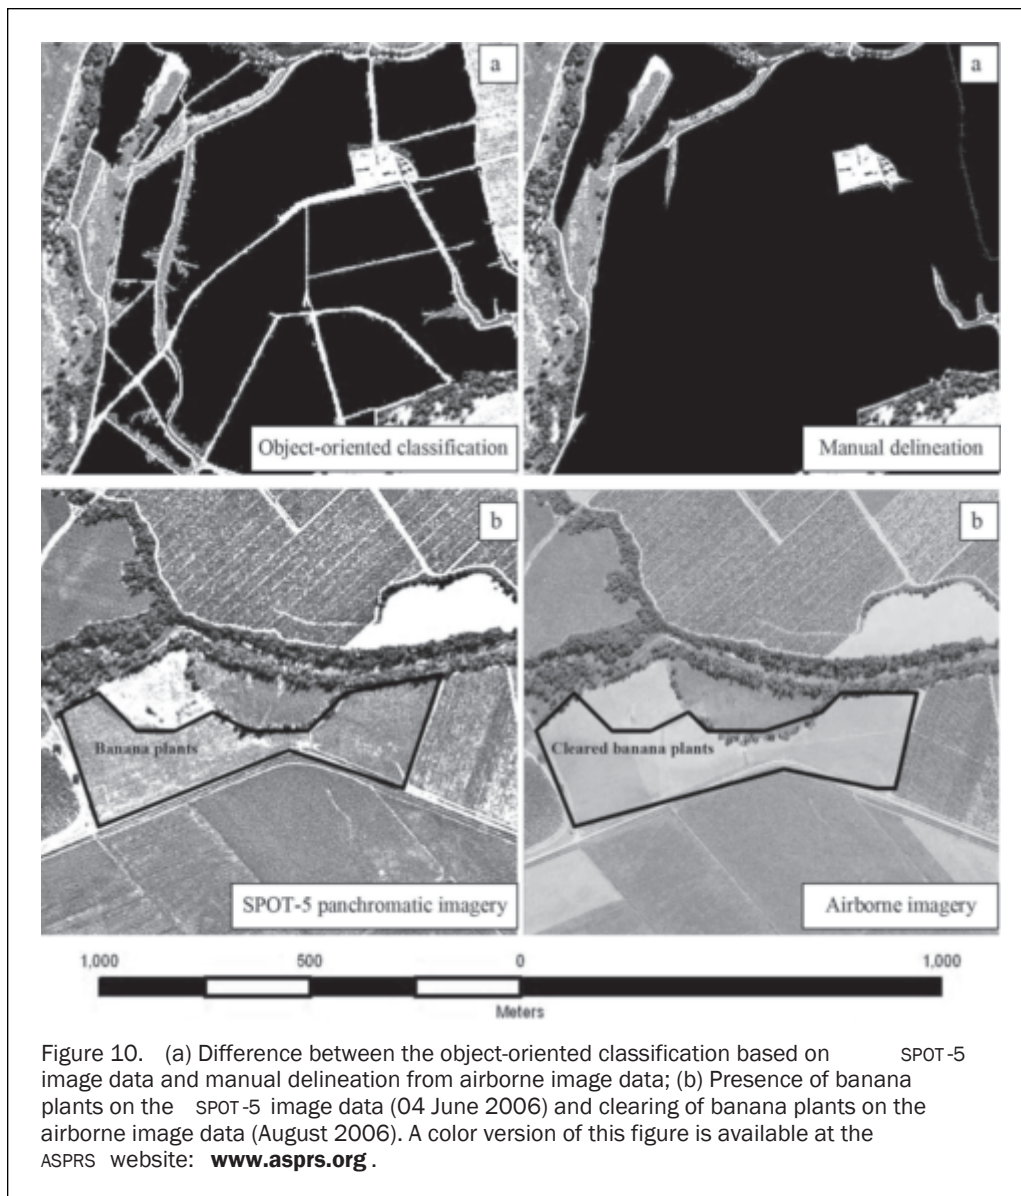 a
a
Object-oriented classification
Manual delineation
b
b
Banana plants
Cleared banana plants
SPOT-5 panchromatic imagery
Airborne imagery
1,000 500 0 1,000
Meters
Figure 10. (a) Difference between the object-oriented classification based on SPOT-5
image data and manual delineation from airborne image data; (b) Presence of banana
plants on the SPOT-5 image data (04 June 2006) and clearing of banana plants on the
airborne image data (August 2006). A color version of this figure is available at the
ASPRS website: www.asprs.org.